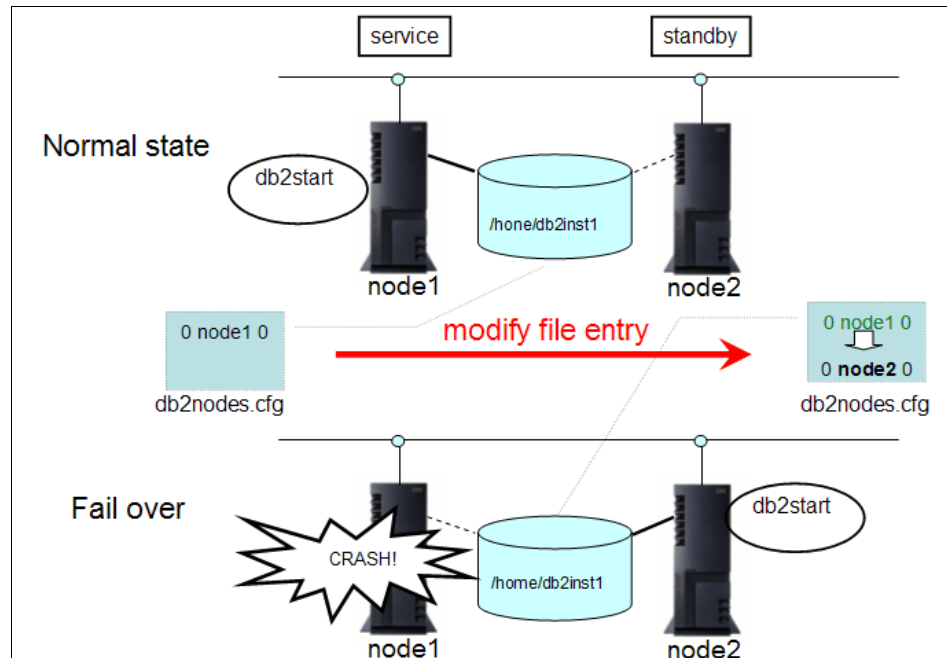 service
standby
Normal state
db2start
/hone/db2inst1
node1
node2
0 node1 0
modify file entry
0 node1 0
0 node2 0
db2nodes.cfg
db2nodes.cfg
Fail over
CRASH!
db2start
/home/db2inst1
node1
node2